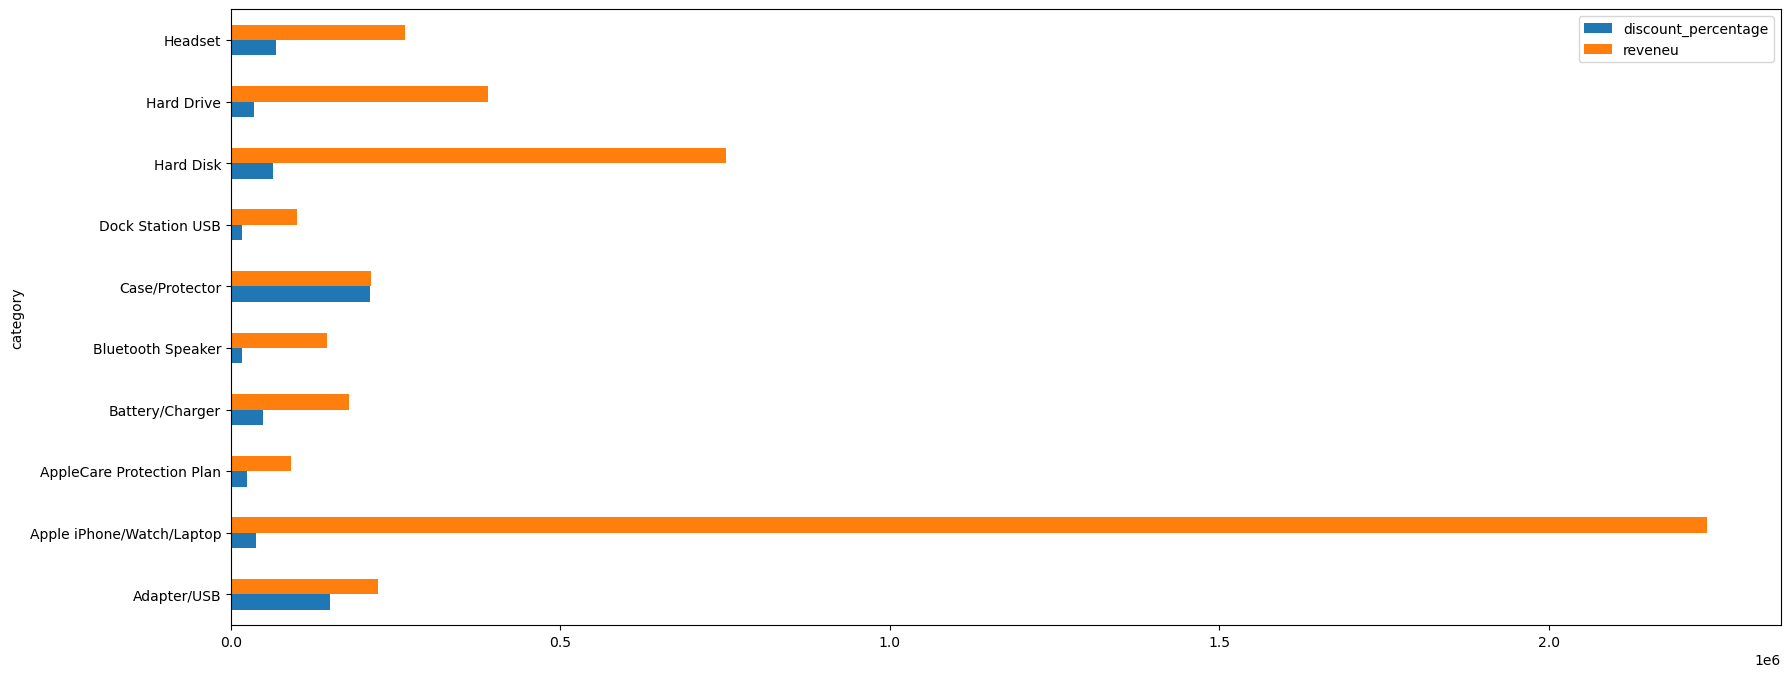 discount_percentage
reveneu
category
Headset
Hard Drive
Hard Disk
Dock Station USB
Case/Protector
Bluetooth Speaker
Battery/Charger
AppleCare Protection Plan
Apple iPhone/Watch/Laptop
Adapter/USB
0.0 0.5 1.0 1.5 2.0
1e6